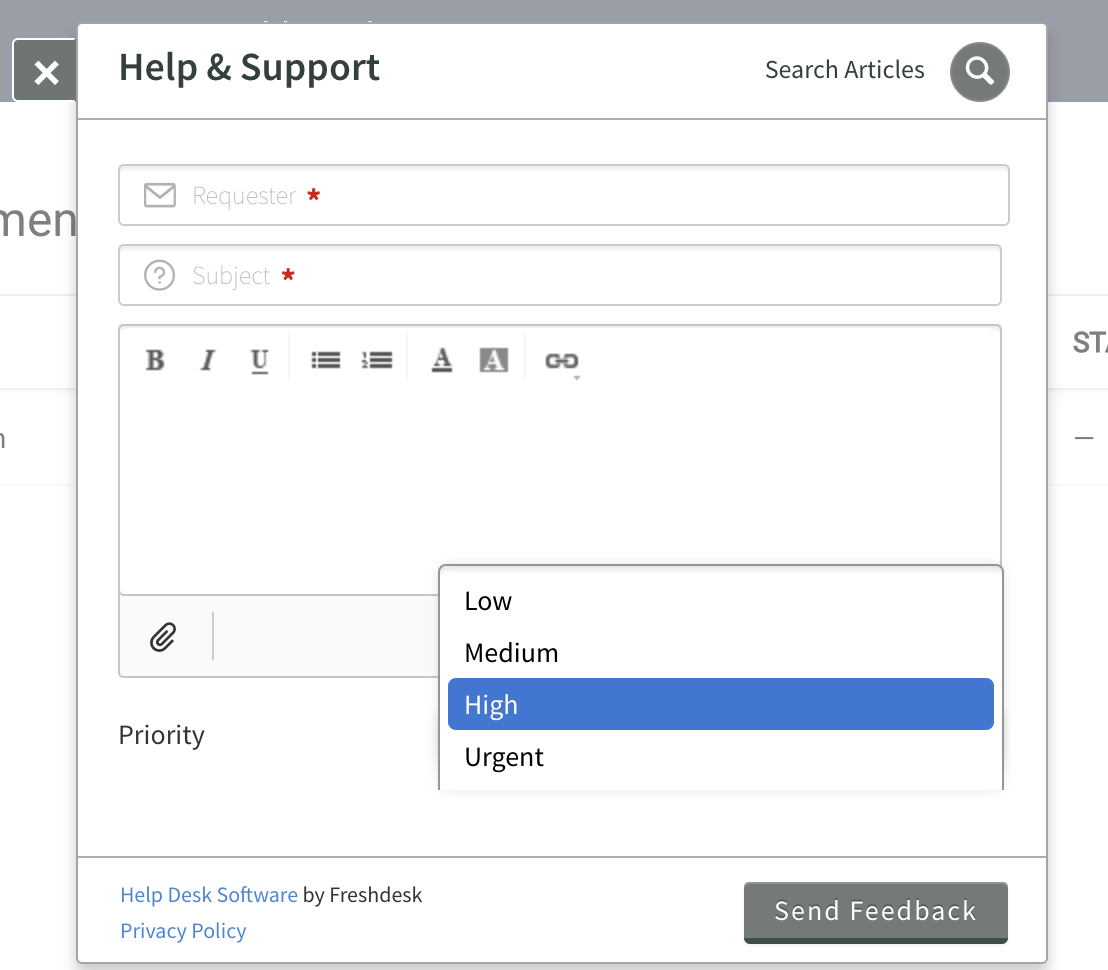 Help & Support
Search Articles
Requester *
Subject *
B I U A A
Low
Medium
High
Priority
Urgent
Help Desk Software by Freshdesk
Privacy Policy
Send Feedback
men
STA
—